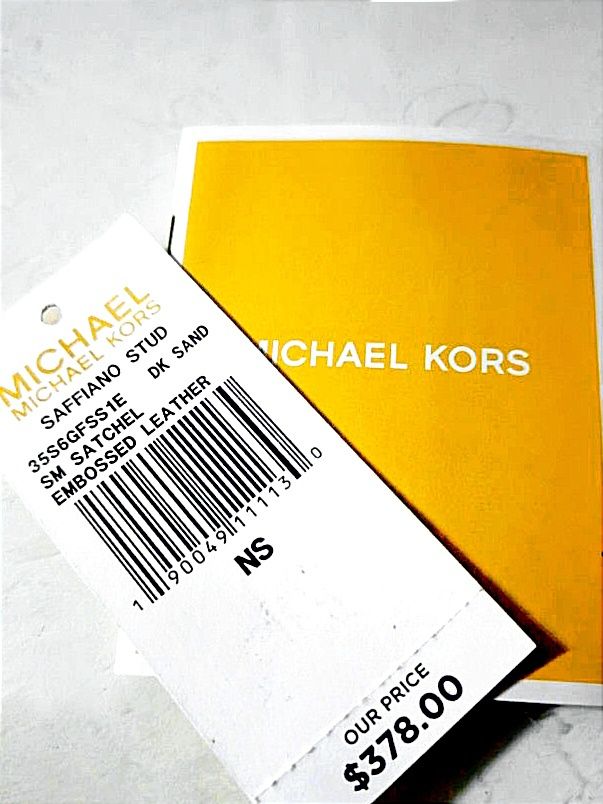 MICHAEL
MICHAEL KORS
SAFFIANO STUD
35S6GFSS1E DK SAND
SM SATCHEL
EMBOSSED LEATHER
1 90049 11113 0
NS
OUR PRICE
$378.00
MICHAEL KORS